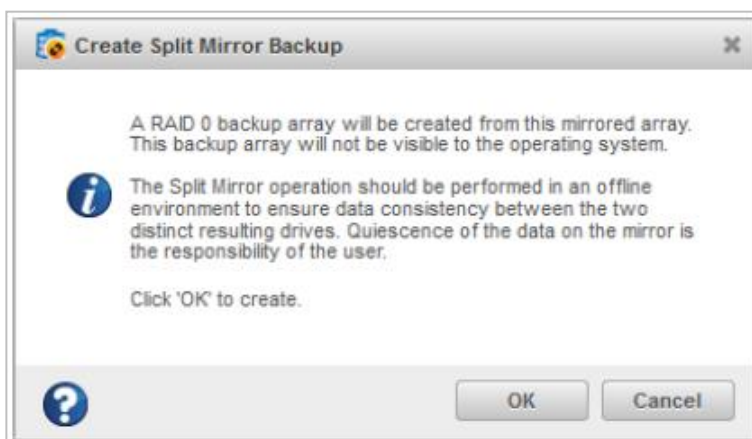 Create Split Mirror Backup
A RAID 0 backup array will be created from this mirrored array.
This backup array will not be visible to the operating system.
The Split Mirror operation should be performed in an offline
environment to ensure data consistency between the two
distinct resulting drives. Quiescence of the data on the mirror is
the responsibility of the user.
Click 'OK' to create.
OK Cancel